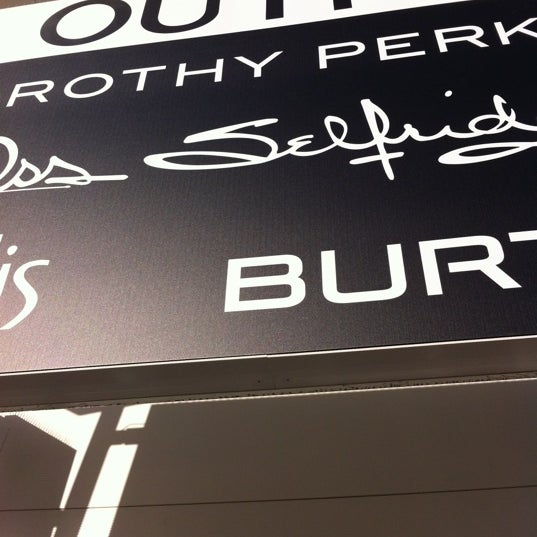 OUT
ROTHY PERK
ss Selfrid
is BURT